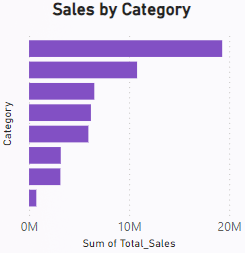 Sales by Category
Category
0M
10M
20M
Sum of Total_Sales